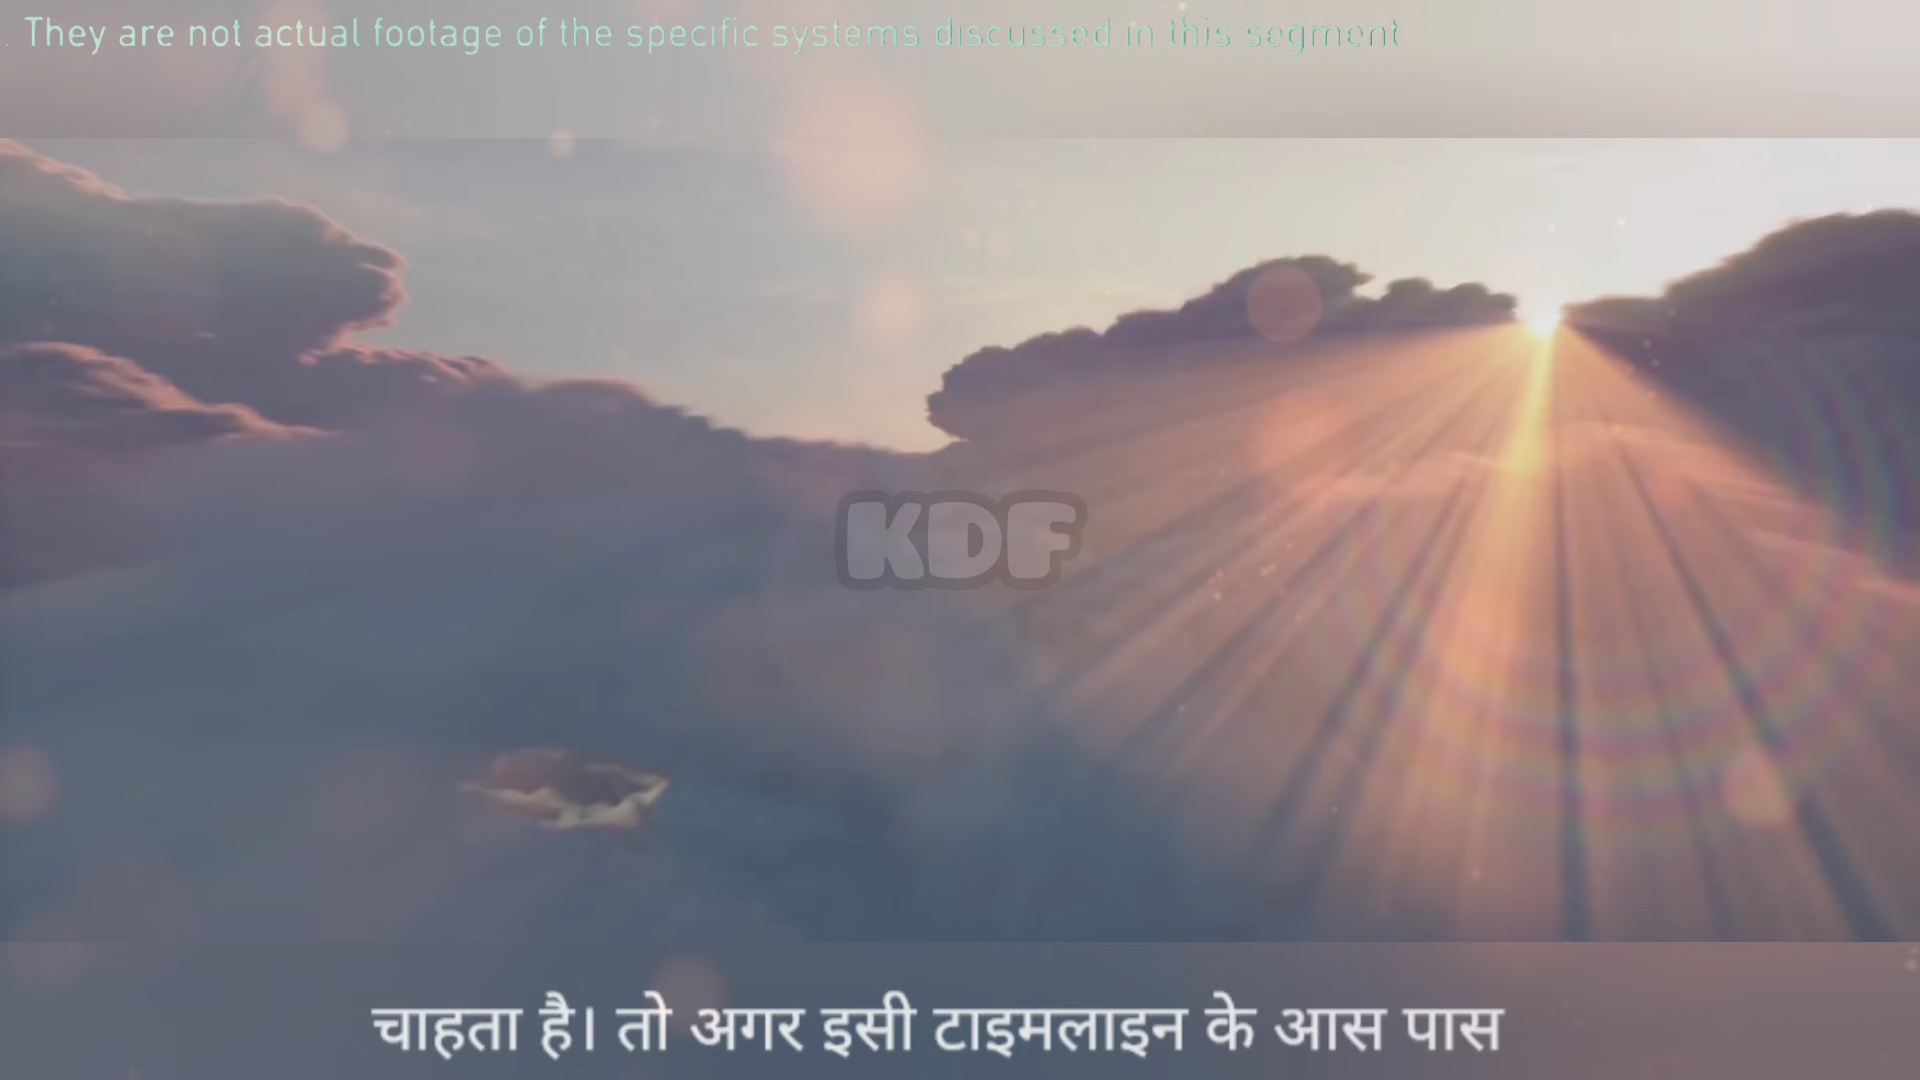 . They are not actual footage of the specific systems discussed in this segment.
KDF
चाहता है। तो अगर इसी टाइमलाइन के आस पास